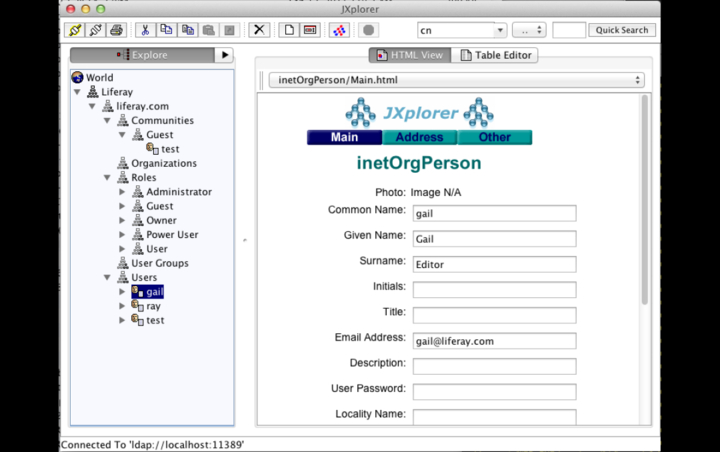 JXplorer
cn
..
Quick Search
Explore
HTML View
Table Editor
World
Liferay
liferay.com
Communities
Guest
test
Organizations
Roles
Administrator
Guest
Owner
Power User
User
User Groups
Users
gail
ray
test
inetOrgPerson/Main.html
JXplorer
Main Address Other
inetOrgPerson
Photo: Image N/A
Common Name: gail
Given Name: Gail
Surname: Editor
Initials:
Title:
Email Address: gail@liferay.com
Description:
User Password:
Locality Name:
Connected To 'ldap://localhost:11389'